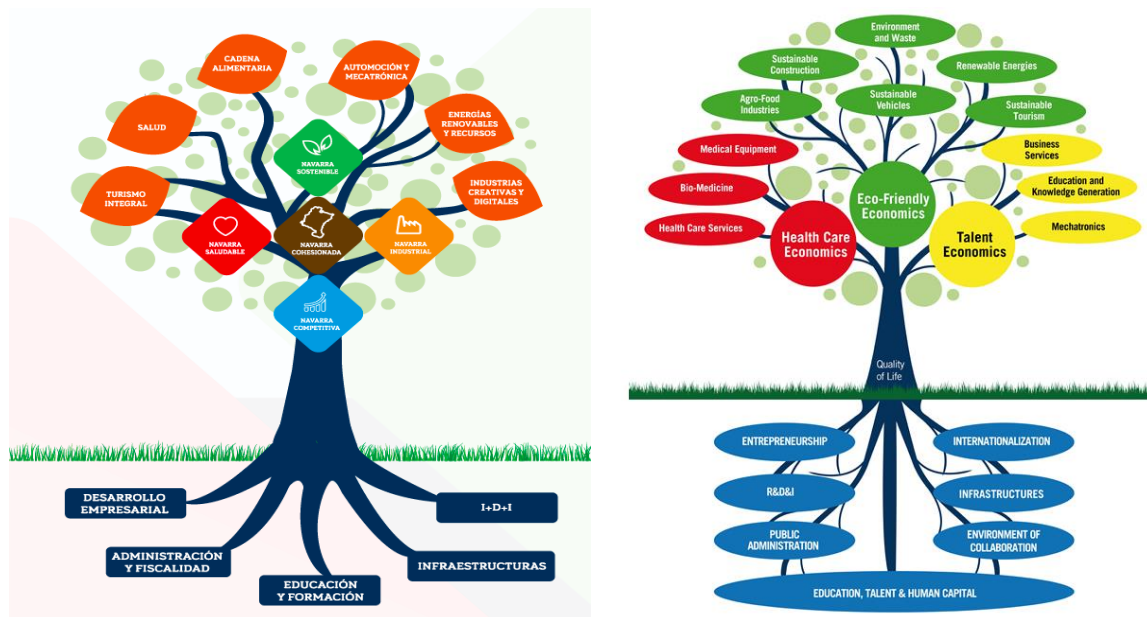 CADENA
ALIMENTARIA
AUTOMOCIÓN Y
MECATRÓNICA
SALUD
ENERGÍAS
RENOVABLES
Y RECURSOS
NAVARRA
SOSTENIBLE
TURISMO
INTEGRAL
INDUSTRIAS
CREATIVAS Y
DIGITALES
NAVARRA
SALUDABLE
NAVARRA
COHESIONADA
NAVARRA
INDUSTRIAL
NAVARRA
COMPETITIVA
DESARROLLO
EMPRESARIAL
I+D+I
ADMINISTRACIÓN
Y FISCALIDAD
INFRAESTRUCTURAS
EDUCACIÓN
Y FORMACIÓN
Environment
and Waste
Sustainable
Construction
Renewable Energies
Agro-Food
Industries
Sustainable
Vehicles
Sustainable
Tourism
Medical Equipment
Business
Services
Bio-Medicine
Eco-Friendly
Economics
Education and
Knowledge Generation
Health Care Services
Health Care
Economics
Talent
Economics
Mechatronics
Quality
of Life
ENTREPRENEURSHIP
INTERNATIONALIZATION
R&D&I
INFRASTRUCTURES
PUBLIC
ADMINISTRATION
ENVIRONMENT OF
COLLABORATION
EDUCATION, TALENT & HUMAN CAPITAL